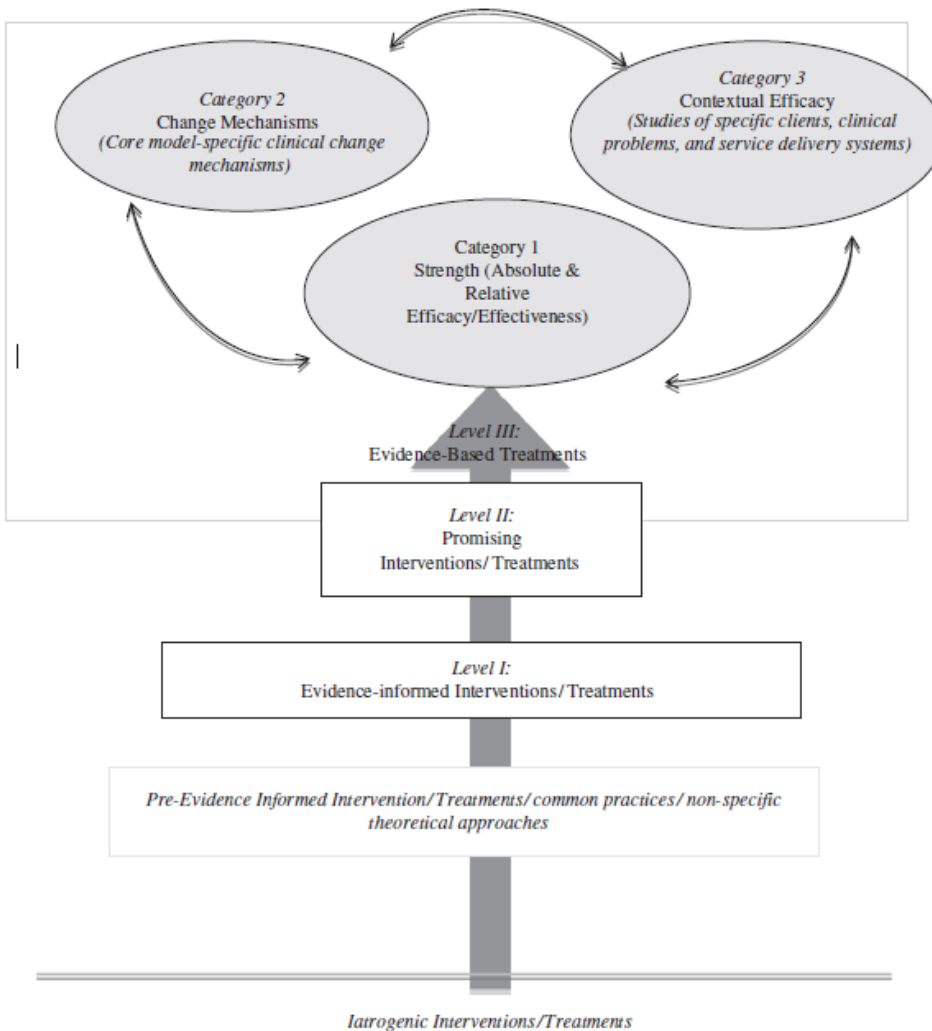 Category 2
Change Mechanisms
(Core model-specific clinical change
mechanisms)
Category 3
Contextual Efficacy
(Studies of specific clients, clinical
problems, and service delivery systems)
Category 1
Strength (Absolute &
Relative
Efficacy/Effectiveness)
Level III:
Evidence-Based Treatments
Level II:
Promising
Interventions/Treatments
Level I:
Evidence-informed Interventions/Treatments
Pre-Evidence Informed Intervention/Treatments/common practices/non-specific
theoretical approaches
Iatrogenic Interventions/Treatments